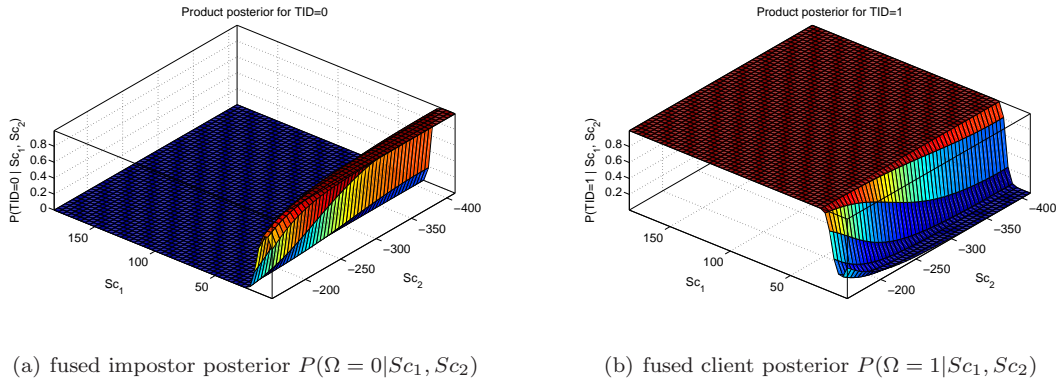 Product posterior for TID=0
P(TID=0 | Sc1, Sc2)
0.8
0.6
0.4
0.2
0
150
100
50
Sc1
−200
−250
−300
−350
−400
Sc2
(a) fused impostor posterior P(Ω = 0|Sc1, Sc2)
Product posterior for TID=1
P(TID=1 | Sc1, Sc2)
0.8
0.6
0.4
0.2
150
100
50
Sc1
−200
−250
−300
−350
−400
Sc2
(b) fused client posterior P(Ω = 1|Sc1, Sc2)